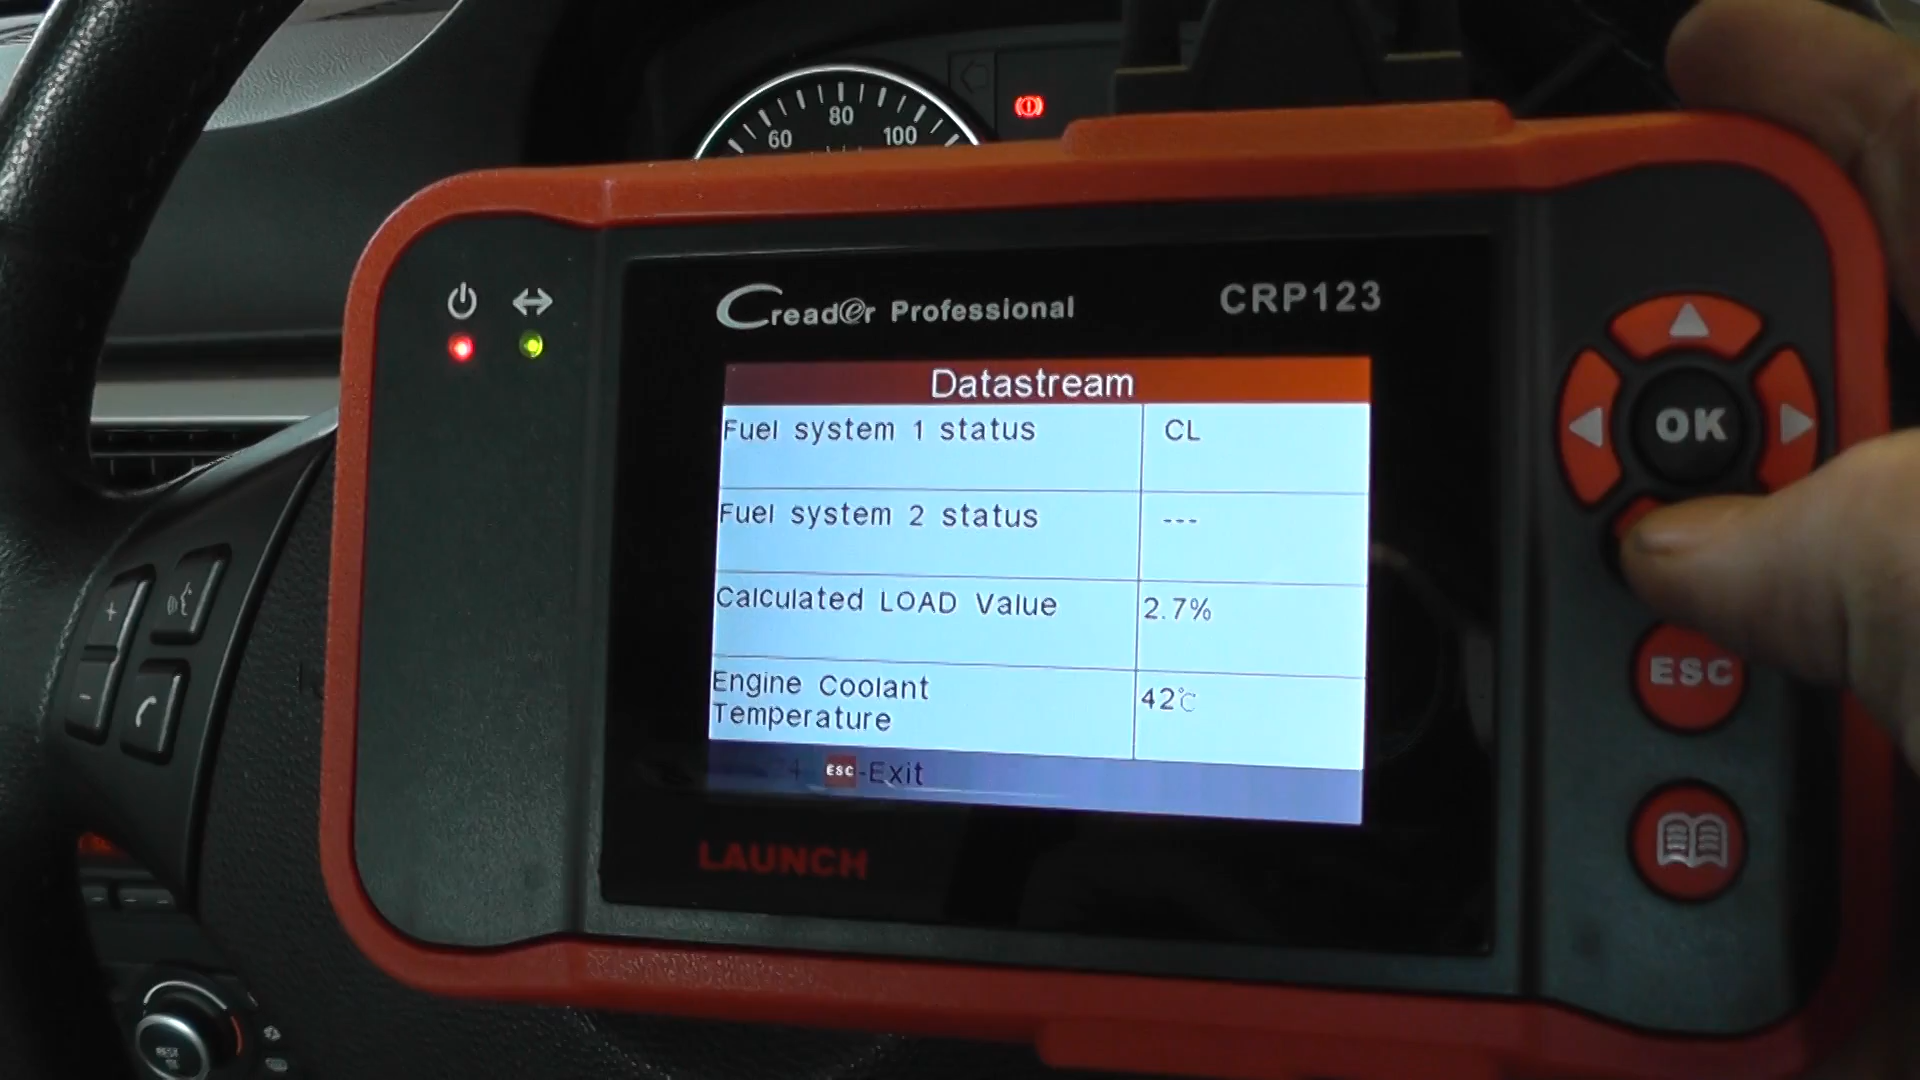 60 80 100
Creader Professional CRP123
Datastream
Fuel system 1 status CL
Fuel system 2 status ---
Calculated LOAD Value 2.7%
Engine Coolant
Temperature 42℃
ESC-Exit
LAUNCH
OK
ESC
+
-